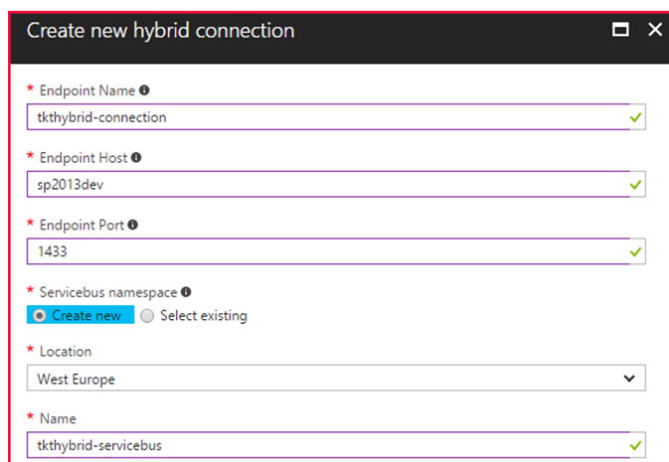 Create new hybrid connection
* Endpoint Name
tkthybrid-connection
* Endpoint Host
sp2013dev
* Endpoint Port
1433
* Servicebus namespace
Create new Select existing
* Location
West Europe
* Name
tkthybrid-servicebus